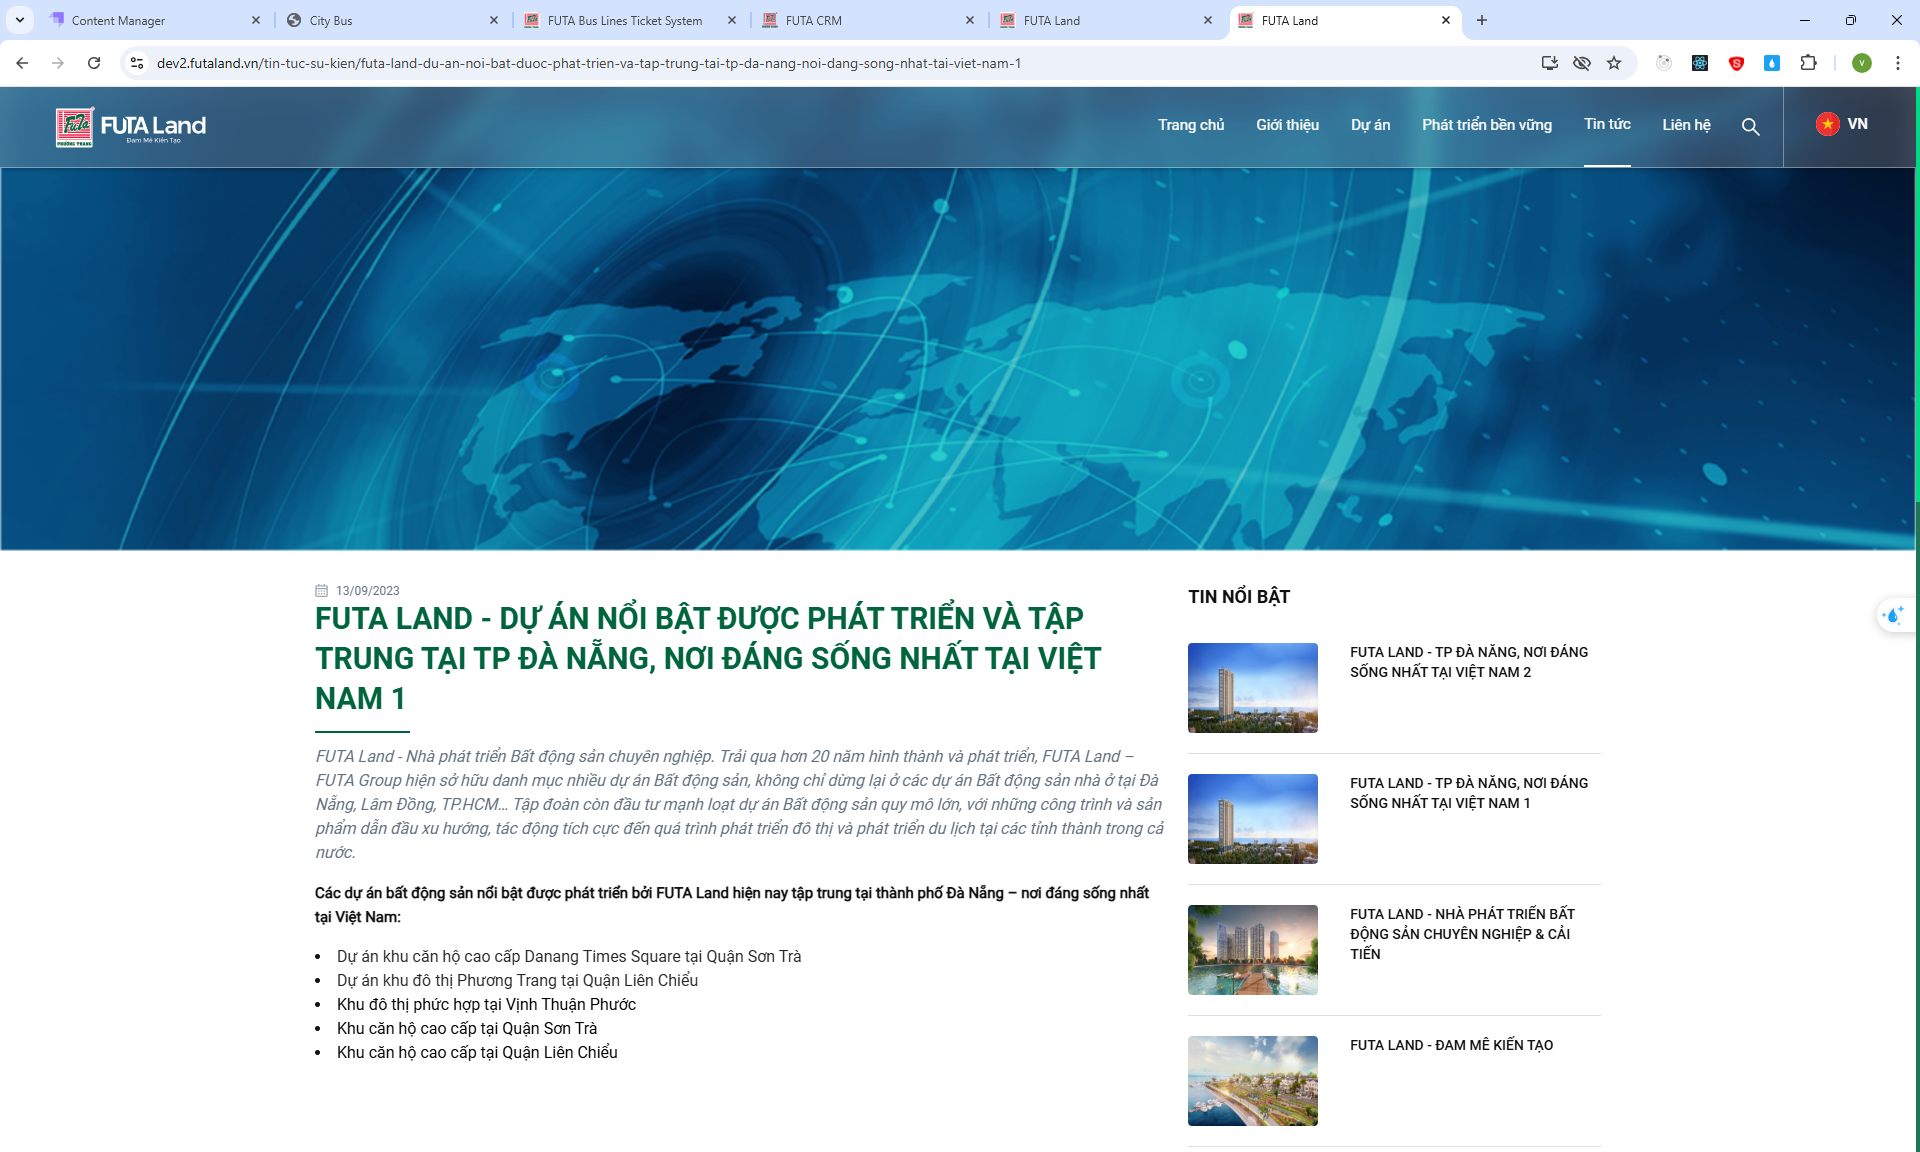 Content Manager
City Bus
FUTA Bus Lines Ticket System
FUTA CRM
FUTA Land
FUTA Land
dev2.futaland.vn/tin-tuc-su-kien/futa-land-du-an-noi-bat-duoc-phat-trien-va-tap-trung-tai-tp-da-nang-noi-dang-song-nhat-tai-viet-nam-1
S
V
FUTA
PHƯƠNG TRANG
FUTA Land
Đam Mê Kiến Tạo
Trang chủ
Giới thiệu
Dự án
Phát triển bền vững
Tin tức
Liên hệ
VN
13/09/2023
FUTA LAND - DỰ ÁN NỔI BẬT ĐƯỢC PHÁT TRIỂN VÀ TẬP
TRUNG TẠI TP ĐÀ NẴNG, NƠI ĐÁNG SỐNG NHẤT TẠI VIỆT
NAM 1
FUTA Land - Nhà phát triển Bất động sản chuyên nghiệp. Trải qua hơn 20 năm hình thành và phát triển, FUTA Land –
FUTA Group hiện sở hữu danh mục nhiều dự án Bất động sản, không chỉ dừng lại ở các dự án Bất động sản nhà ở tại Đà
Nẵng, Lâm Đồng, TP.HCM... Tập đoàn còn đầu tư mạnh loạt dự án Bất động sản quy mô lớn, với những công trình và sản
phẩm dẫn đầu xu hướng, tác động tích cực đến quá trình phát triển đô thị và phát triển du lịch tại các tỉnh thành trong cả
nước.
Các dự án bất động sản nổi bật được phát triển bởi FUTA Land hiện nay tập trung tại thành phố Đà Nẵng – nơi đáng sống nhất
tại Việt Nam:
• Dự án khu căn hộ cao cấp Danang Times Square tại Quận Sơn Trà
• Dự án khu đô thị Phương Trang tại Quận Liên Chiểu
• Khu đô thị phức hợp tại Vịnh Thuận Phước
• Khu căn hộ cao cấp tại Quận Sơn Trà
• Khu căn hộ cao cấp tại Quận Liên Chiểu
TIN NỔI BẬT
FUTA LAND - TP ĐÀ NẴNG, NƠI ĐÁNG
SỐNG NHẤT TẠI VIỆT NAM 2
FUTA LAND - TP ĐÀ NẴNG, NƠI ĐÁNG
SỐNG NHẤT TẠI VIỆT NAM 1
FUTA LAND - NHÀ PHÁT TRIỂN BẤT
ĐỘNG SẢN CHUYÊN NGHIỆP & CẢI
TIẾN
FUTA LAND - ĐAM MÊ KIẾN TẠO